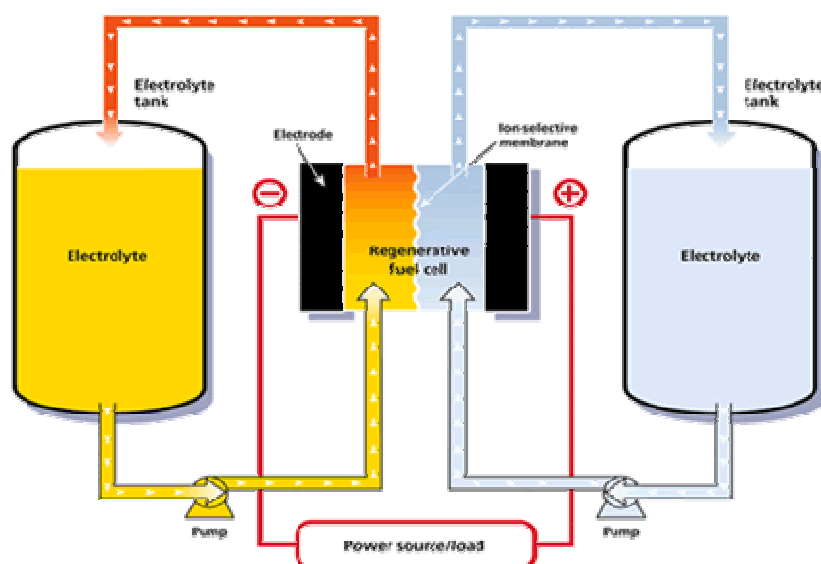 Electrolyte
tank
Electrolyte
tank
Electrode
Ion-selective
membrane
−
+
Electrolyte
Regenerative
fuel cell
Electrolyte
Pump
Pump
Power source/load